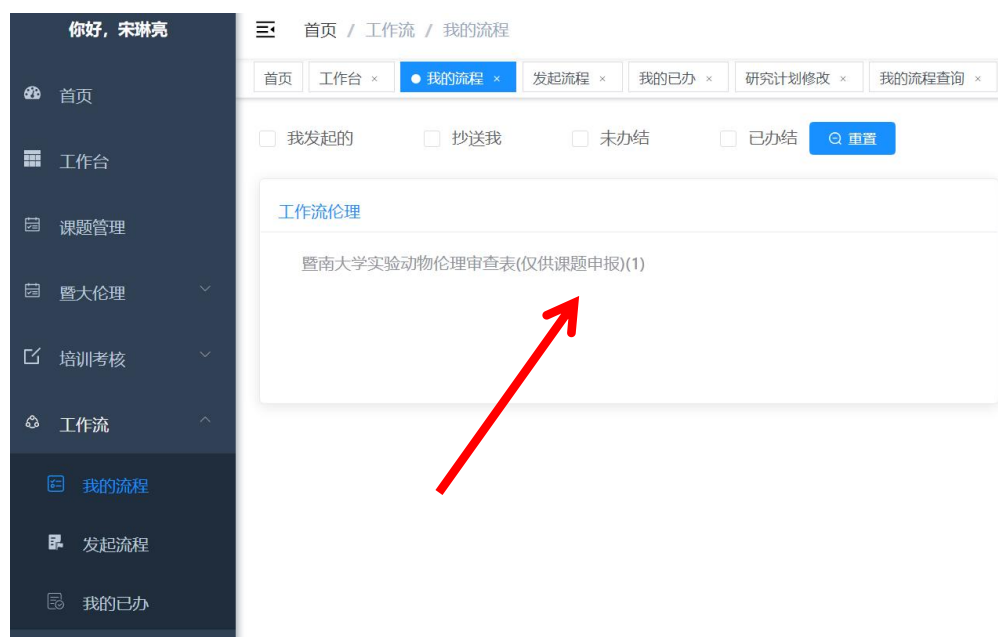 你好，宋琳亮
首页
工作台
课题管理
暨大伦理
培训考核
工作流
我的流程
发起流程
我的已办
首页 / 工作流 / 我的流程
首页 工作台 × 我的流程 × 发起流程 × 我的已办 × 研究计划修改 × 我的流程查询 ×
我发起的 抄送我 未办结 已办结 重置
工作流伦理
暨南大学实验动物伦理审查表(仅供课题申报)(1)